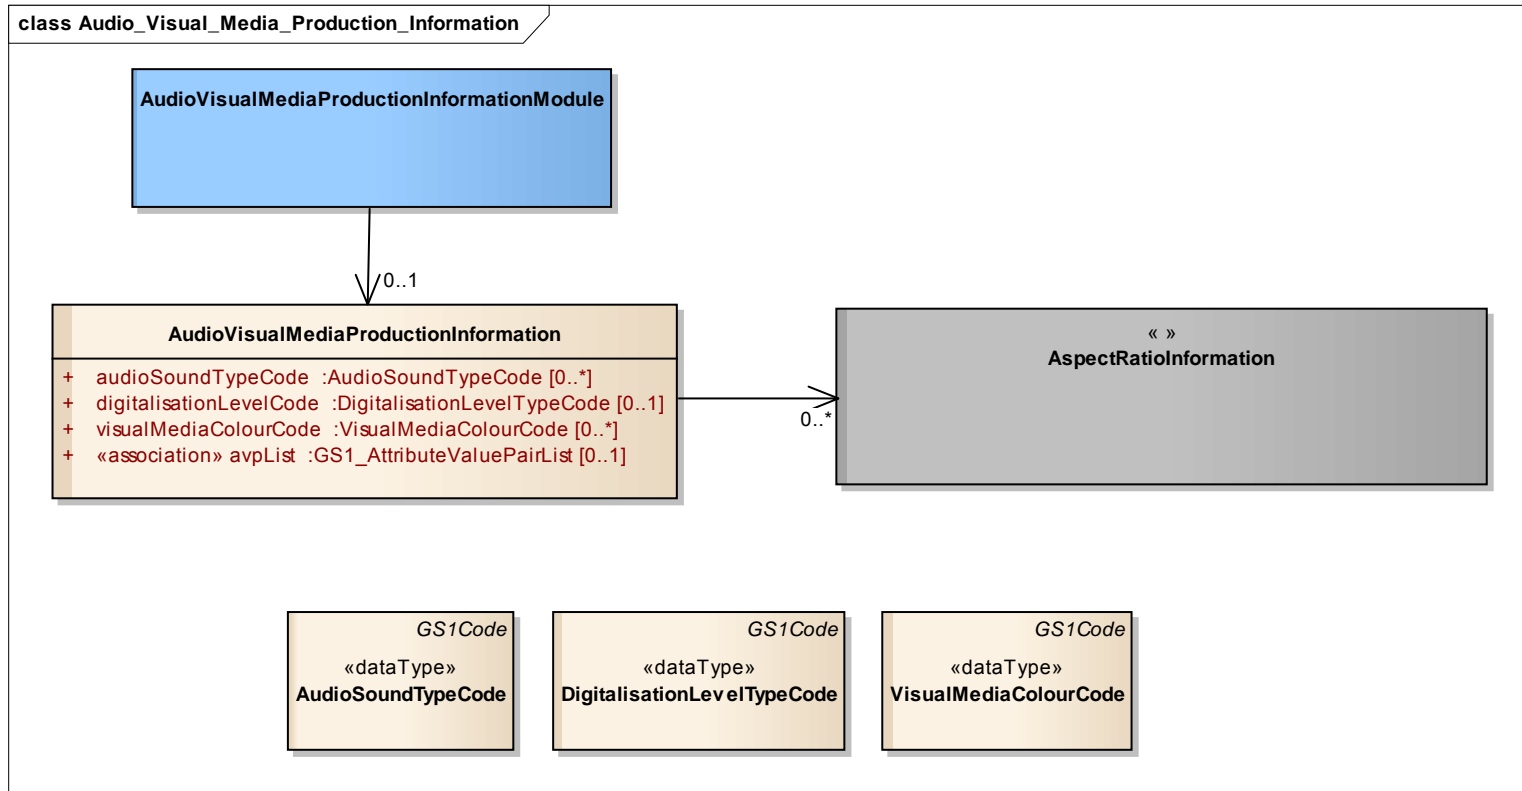 class Audio_Visual_Media_Production_Information
AudioVisualMediaProductionInformationModule
0..1
AudioVisualMediaProductionInformation
+ audioSoundTypeCode :AudioSoundTypeCode [0..*]
+ digitalisationLevelCode :DigitalisationLevelTypeCode [0..1]
+ visualMediaColourCode :VisualMediaColourCode [0..*]
+ «association» avpList :GS1_AttributeValuePairList [0..1]
0..*
« »
AspectRatioInformation
GS1Code
«dataType»
AudioSoundTypeCode
GS1Code
«dataType»
DigitalisationLevelTypeCode
GS1Code
«dataType»
VisualMediaColourCode